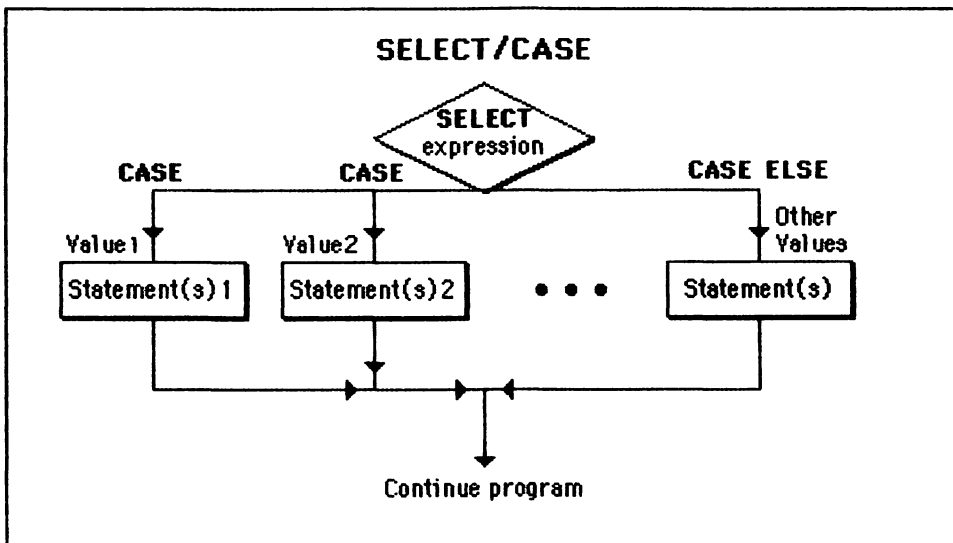 SELECT/CASE
SELECT
expression
CASE
CASE
CASE ELSE
Value1
Value2
Other
Values
Statement(s)1
Statement(s)2
Statement(s)
Continue program